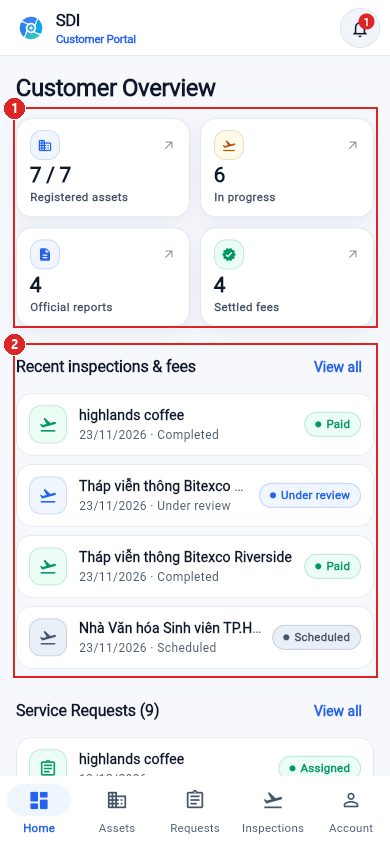 SDI
Customer Portal
1
Customer Overview
1
7 / 7
Registered assets
6
In progress
4
Official reports
4
Settled fees
2
Recent inspections & fees
View all
highlands coffee
23/11/2026 · Completed
Paid
Tháp viễn thông Bitexco ...
23/11/2026 · Under review
Under review
Tháp viễn thông Bitexco Riverside
23/11/2026 · Completed
Paid
Nhà Văn hóa Sinh viên TP.H...
23/11/2026 · Scheduled
Scheduled
Service Requests (9)
View all
highlands coffee
Assigned
Home
Assets
Requests
Inspections
Account